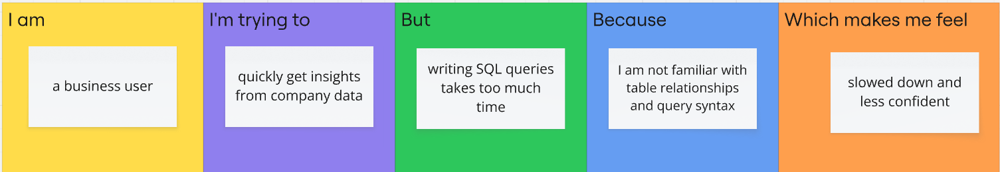 I am
a business user
I'm trying to
quickly get insights
from company data
But
writing SQL queries
takes too much
time
Because
I am not familiar with
table relationships
and query syntax
Which makes me feel
slowed down and
less confident